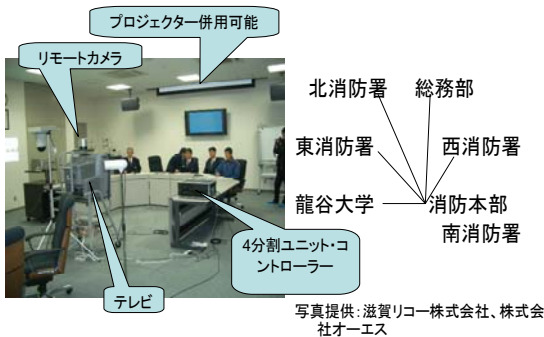 プロジェクター併用可能
リモートカメラ
北消防署 総務部
東消防署 西消防署
龍谷大学 消防本部
南消防署
4分割ユニット・コ
ントローラー
テレビ
写真提供:滋賀リコー株式会社、株式会
社オーエス